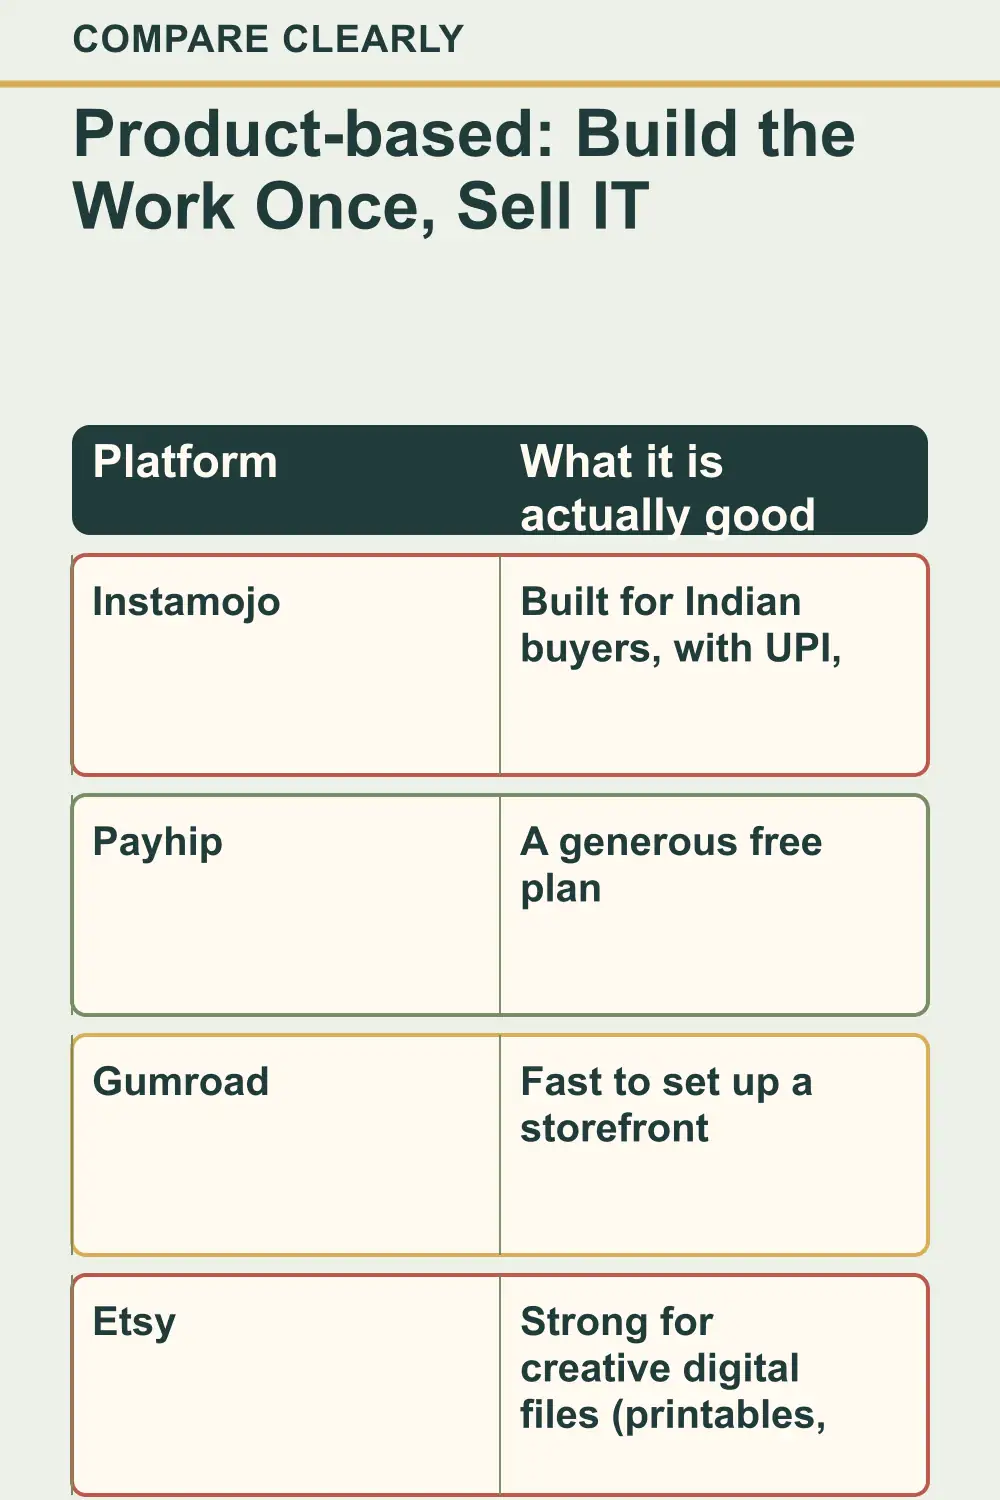 COMPARE CLEARLY
Product-based: Build the
Work Once, Sell IT
Platform
What it is
actually good
Instamojo
Built for Indian
buyers, with UPI,
Payhip
A generous free
plan
Gumroad
Fast to set up a
storefront
Etsy
Strong for
creative digital
files (printables,